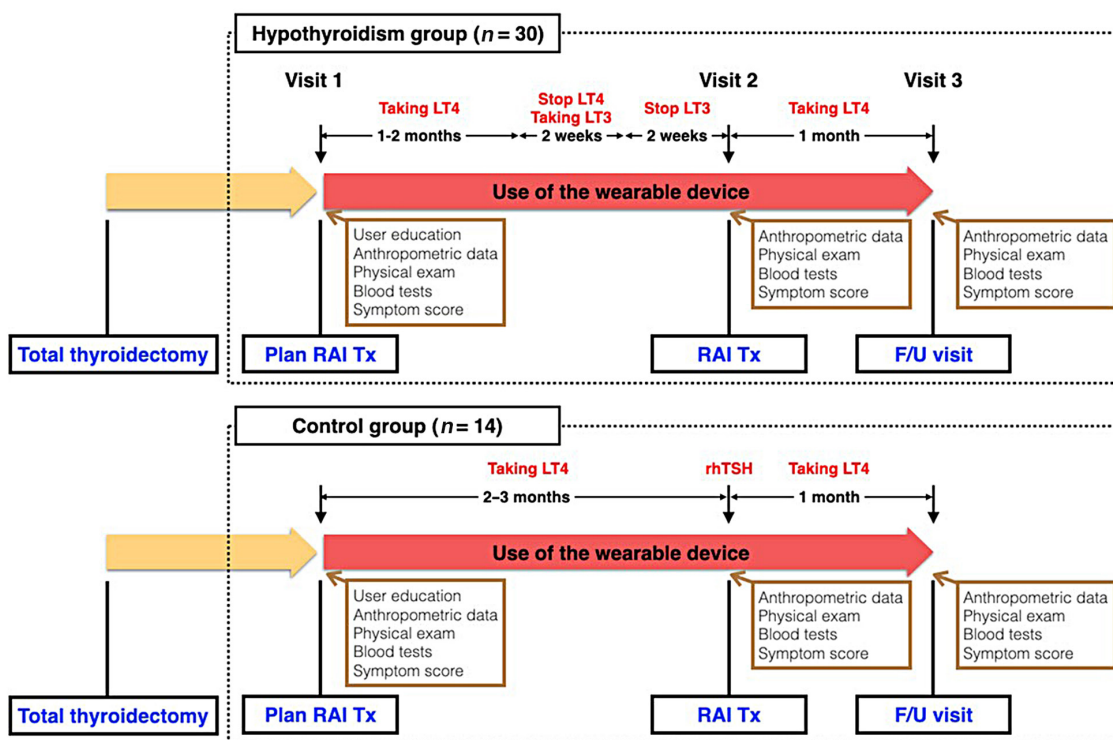 Hypothyroidism group (n = 30)
Visit 1
Visit 2
Visit 3
Taking LT4
Stop LT4
Taking LT3
Stop LT3
Taking LT4
1-2 months
2 weeks
2 weeks
1 month
Use of the wearable device
User education
Anthropometric data
Physical exam
Blood tests
Symptom score
Anthropometric data
Physical exam
Blood tests
Symptom score
Anthropometric data
Physical exam
Blood tests
Symptom score
Total thyroidectomy
Plan RAI Tx
RAI Tx
F/U visit
Control group (n = 14)
Taking LT4
rhTSH
Taking LT4
2–3 months
1 month
Use of the wearable device
User education
Anthropometric data
Physical exam
Blood tests
Symptom score
Anthropometric data
Physical exam
Blood tests
Symptom score
Anthropometric data
Physical exam
Blood tests
Symptom score
Total thyroidectomy
Plan RAI Tx
RAI Tx
F/U visit